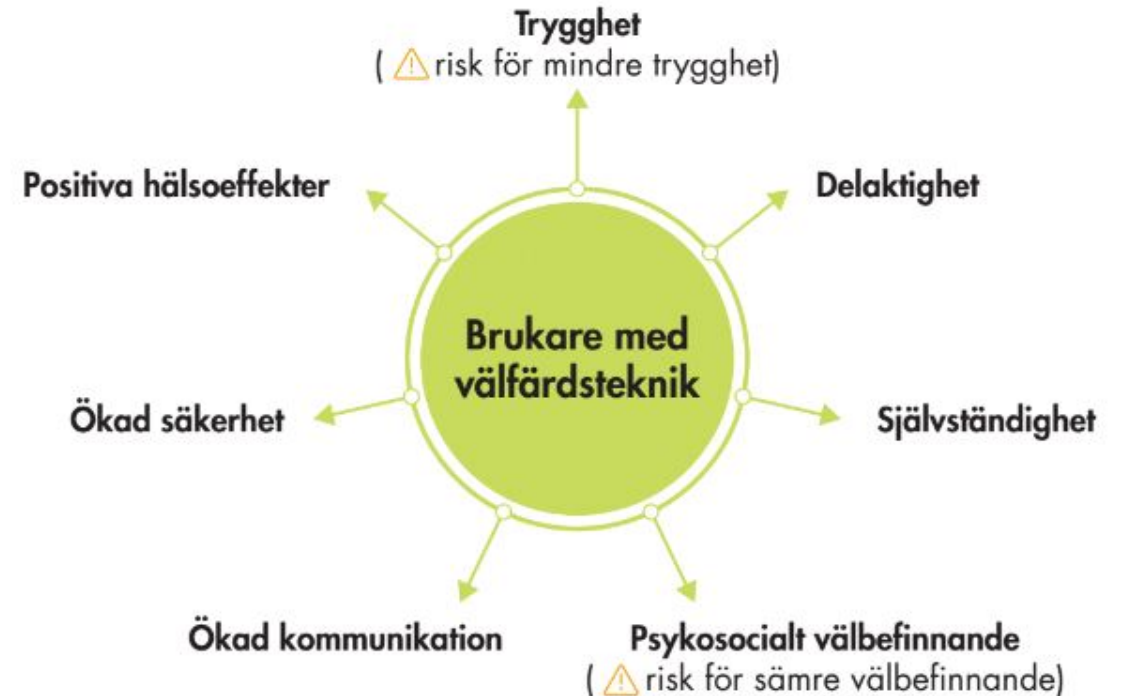 Trygghet
( ⚠ risk för mindre trygghet)
Positiva hälsoeffekter
Delaktighet
Brukare med
välfärdsteknik
Ökad säkerhet
Självständighet
Ökad kommunikation
Psykosocialt välbefinnande
( ⚠ risk för sämre välbefinnande)